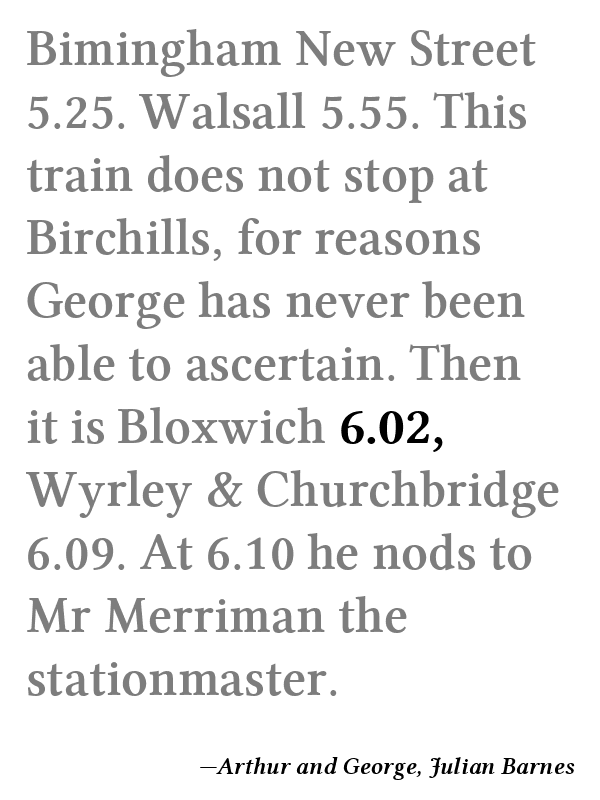 Bimingham New Street
5.25. Walsall 5.55. This
train does not stop at
Birchills, for reasons
George has never been
able to ascertain. Then
it is Bloxwich 6.02,
Wyrley & Churchbridge
6.09. At 6.10 he nods to
Mr Merriman the
stationmaster.
—Arthur and George, Julian Barnes